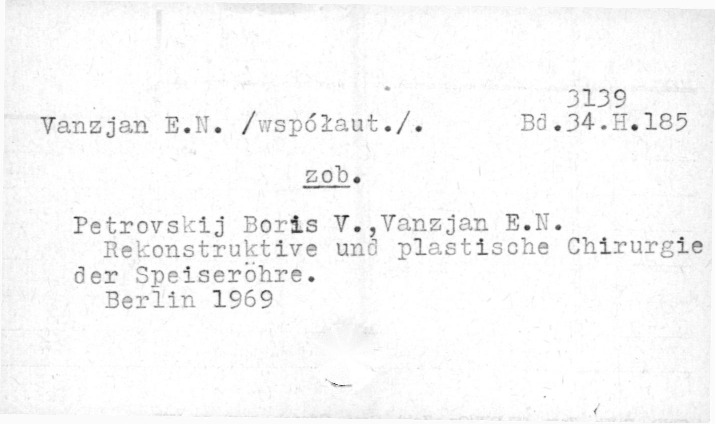 3139
Vanzjan E.N. /współaut./. Bd.34.H.185
zob.
Petrovskij Boris V.,Vanzjan E.N.
Rekonstruktive und plastische Chirurgie
der Speiseröhre.
Berlin 1969